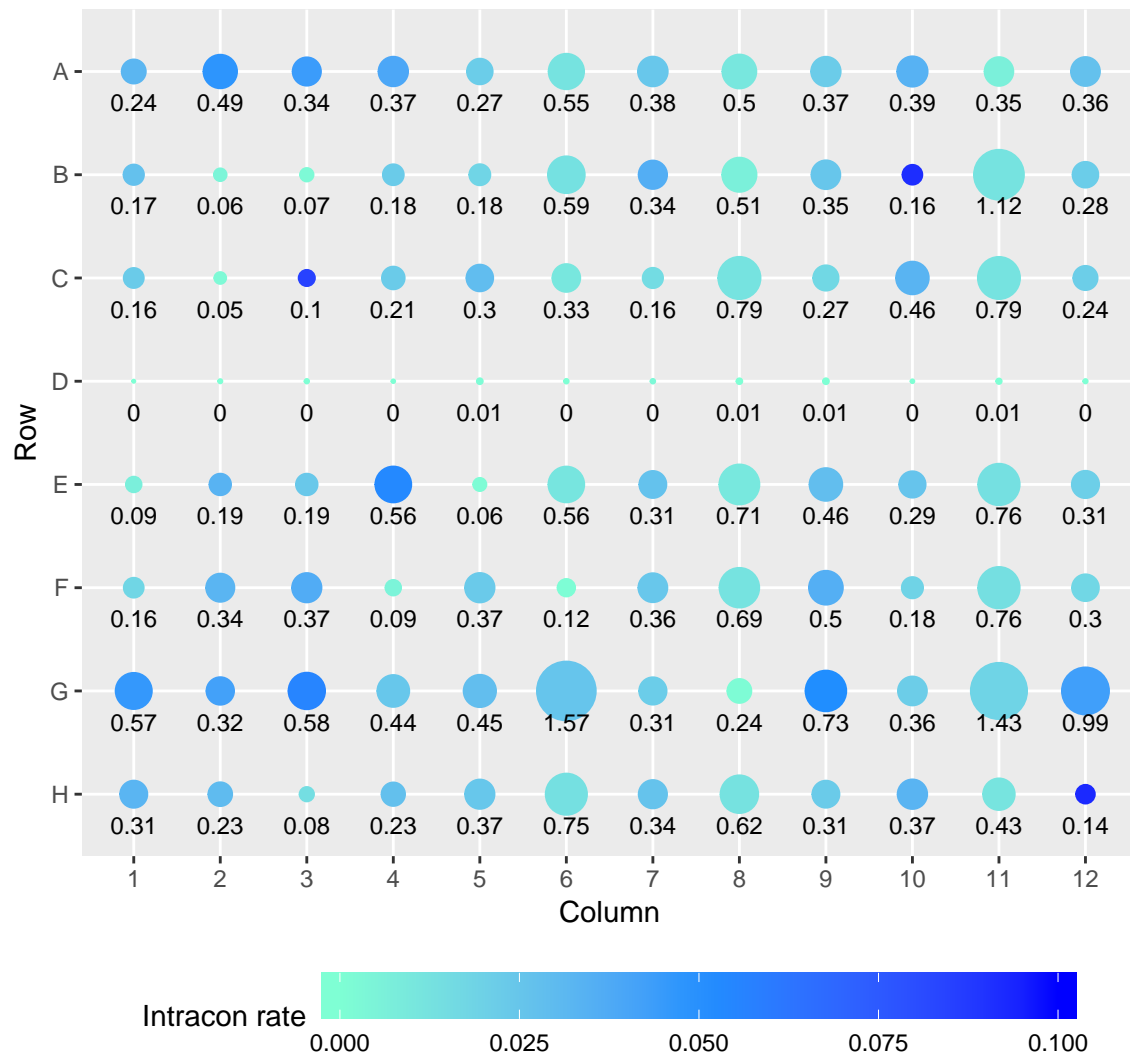 A
0.24 0.49 0.34 0.37 0.27 0.55 0.38 0.5 0.37 0.39 0.35 0.36
B
0.17 0.06 0.07 0.18 0.18 0.59 0.34 0.51 0.35 0.16 1.12 0.28
C
0.16 0.05 0.1 0.21 0.3 0.33 0.16 0.79 0.27 0.46 0.79 0.24
D
0 0 0 0 0.01 0 0 0.01 0.01 0 0.01 0
Row
E
0.09 0.19 0.19 0.56 0.06 0.56 0.31 0.71 0.46 0.29 0.76 0.31
F
0.16 0.34 0.37 0.09 0.37 0.12 0.36 0.69 0.5 0.18 0.76 0.3
G
0.57 0.32 0.58 0.44 0.45 1.57 0.31 0.24 0.73 0.36 1.43 0.99
H
0.31 0.23 0.08 0.23 0.37 0.75 0.34 0.62 0.31 0.37 0.43 0.14
1 2 3 4 5 6 7 8 9 10 11 12
Column
Intracon rate
0.000 0.025 0.050 0.075 0.100